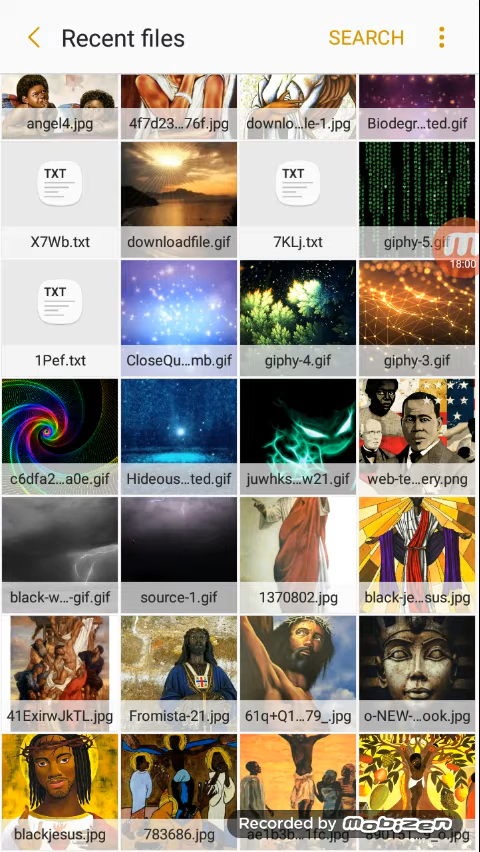 Recent files
SEARCH
angel4.jpg
4f7d23...76f.jpg
downlo...le-1.jpg
Biodegr...ted.gif
TXT
X7Wb.txt
downloadfile.gif
TXT
7KLj.txt
giphy-5.gif
18:00
TXT
1Pef.txt
CloseQu...mb.gif
giphy-4.gif
giphy-3.gif
c6dfa2...a0e.gif
Hideous...ted.gif
juwhks...w21.gif
web-te...ery.png
black-w...-gif.gif
source-1.gif
1370802.jpg
black-je...sus.jpg
41ExirwJkTL.jpg
Fromista-21.jpg
61q+Q1...79_.jpg
o-NEW-...ook.jpg
blackjesus.jpg
783686.jpg
Recorded by Mobizen